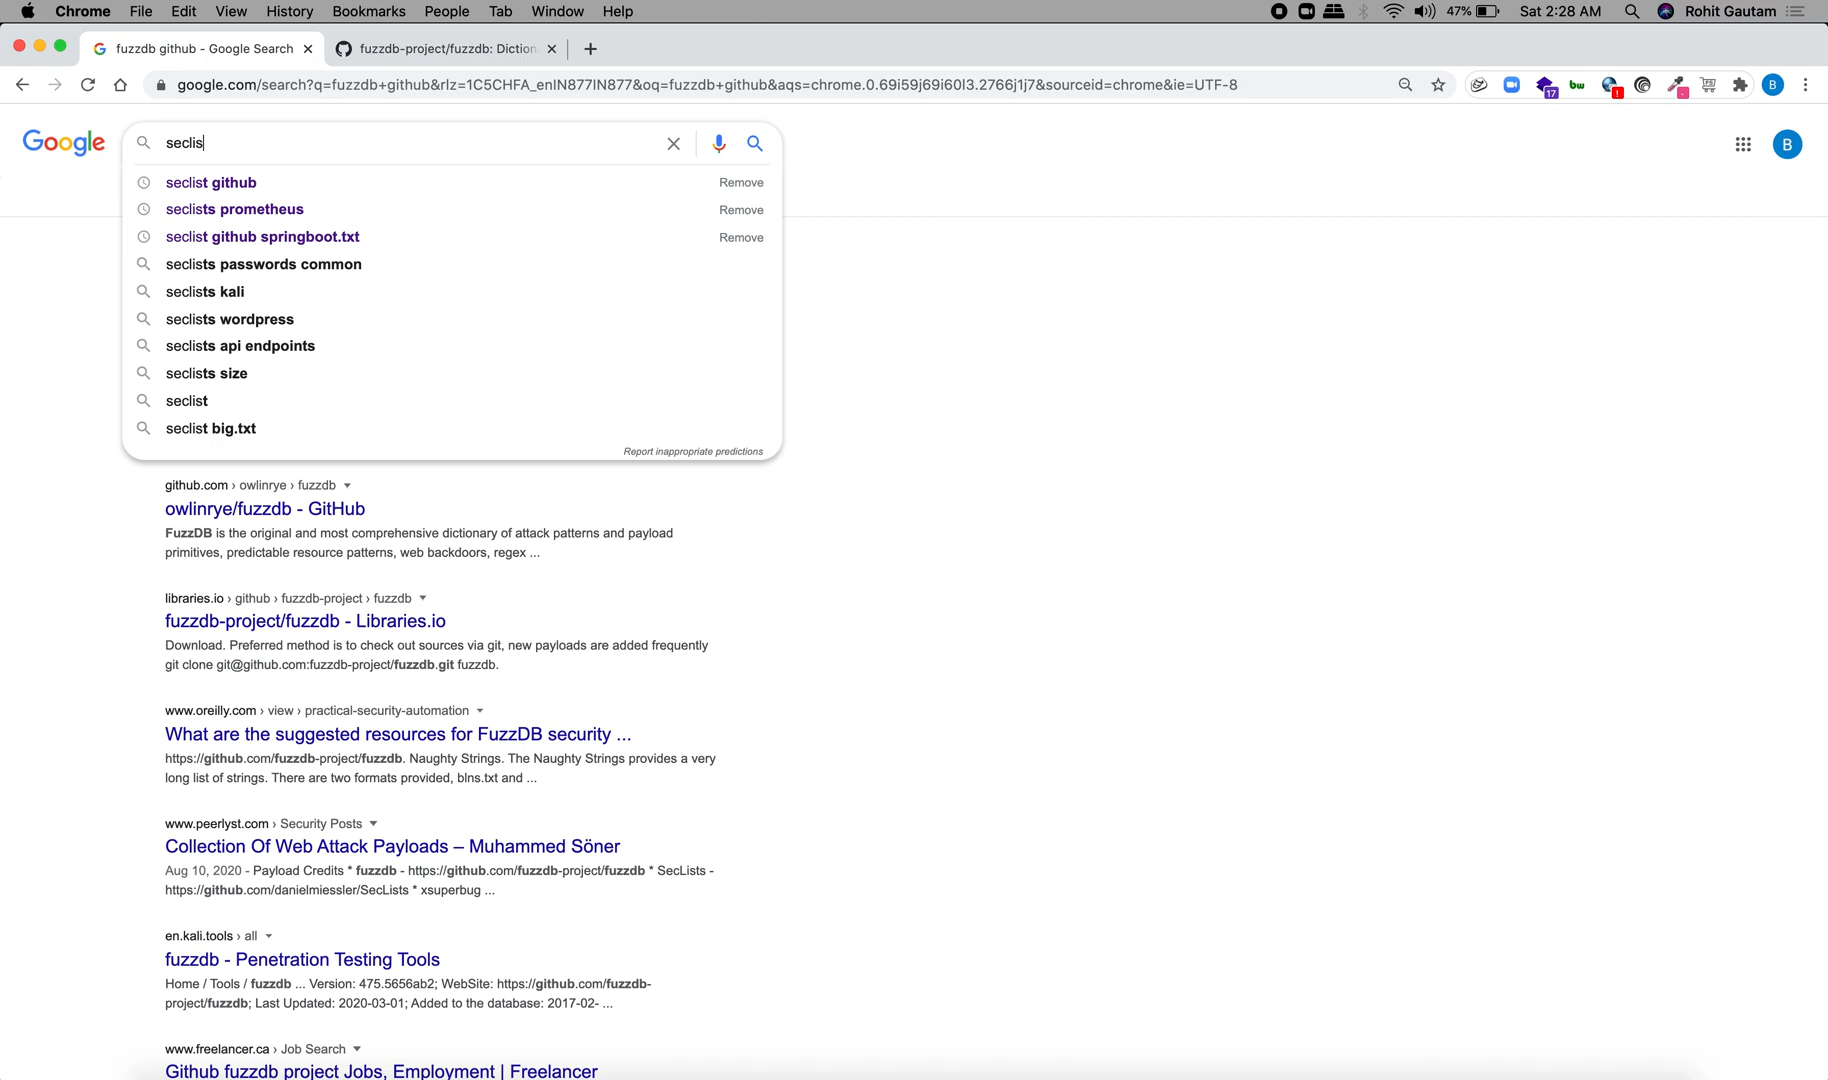 Chrome File Edit View History Bookmarks People Tab Window Help 47% Sat 2:28 AM Rohit Gautam
fuzzdb github - Google Search fuzzdb-project/fuzzdb: Diction
google.com/search?q=fuzzdb+github&rlz=1C5CHFA_enIN877IN877&oq=fuzzdb+github&aqs=chrome.0.69i59j69i60l3.2766j1j7&sourceid=chrome&ie=UTF-8 17 bw ! B
Google seclis B
seclist github Remove
seclists prometheus Remove
seclist github springboot.txt Remove
seclists passwords common
seclists kali
seclists wordpress
seclists api endpoints
seclists size
seclist
seclist big.txt
Report inappropriate predictions
github.com › owlinrye › fuzzdb
owlinrye/fuzzdb - GitHub
FuzzDB is the original and most comprehensive dictionary of attack patterns and payload
primitives, predictable resource patterns, web backdoors, regex ...
libraries.io › github › fuzzdb-project › fuzzdb
fuzzdb-project/fuzzdb - Libraries.io
Download. Preferred method is to check out sources via git, new payloads are added frequently
git clone git@github.com:fuzzdb-project/fuzzdb.git fuzzdb.
www.oreilly.com › view › practical-security-automation
What are the suggested resources for FuzzDB security ...
https://github.com/fuzzdb-project/fuzzdb. Naughty Strings. The Naughty Strings provides a very
long list of strings. There are two formats provided, blns.txt and ...
www.peerlyst.com › Security Posts
Collection Of Web Attack Payloads – Muhammed Söner
Aug 10, 2020 - Payload Credits * fuzzdb - https://github.com/fuzzdb-project/fuzzdb * SecLists -
https://github.com/danielmiessler/SecLists * xsuperbug ...
en.kali.tools › all
fuzzdb - Penetration Testing Tools
Home / Tools / fuzzdb ... Version: 475.5656ab2; WebSite: https://github.com/fuzzdb-
project/fuzzdb; Last Updated: 2020-03-01; Added to the database: 2017-02- ...
www.freelancer.ca › Job Search
Github fuzzdb project Jobs, Employment | Freelancer